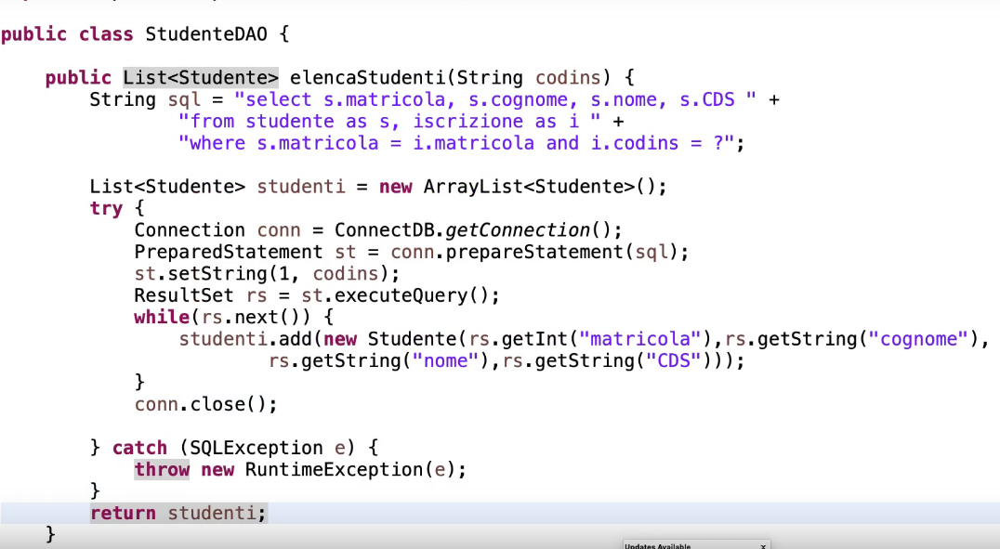 public class StudenteDAO {
public List<Studente> elencaStudenti(String codins) {
String sql = "select s.matricola, s.cognome, s.nome, s.CDS " +
"from studente as s, iscrizione as i " +
"where s.matricola = i.matricola and i.codins = ?";
List<Studente> studenti = new ArrayList<Studente>();
try {
Connection conn = ConnectDB.getConnection();
PreparedStatement st = conn.prepareStatement(sql);
st.setString(1, codins);
ResultSet rs = st.executeQuery();
while(rs.next()) {
studenti.add(new Studente(rs.getInt("matricola"),rs.getString("cognome"),
rs.getString("nome"),rs.getString("CDS")));
}
conn.close();
} catch (SQLException e) {
throw new RuntimeException(e);
}
return studenti;
}
Updates Available x